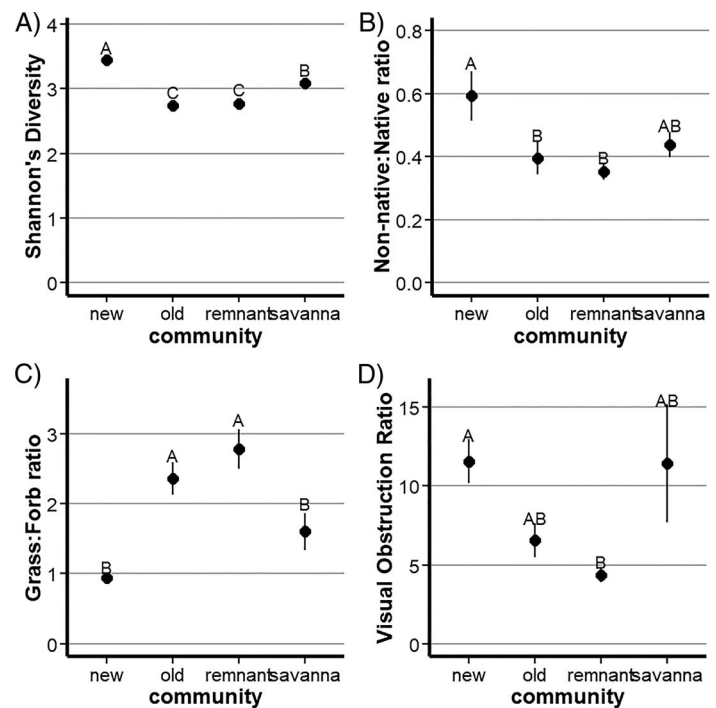 A)
Shannon's Diversity
4
3
2
1
0
A
C
C
B
new old remnant savanna
community
B)
Non-native:Native ratio
0.8
0.6
0.4
0.2
0.0
A
B
B
AB
new old remnant savanna
community
C)
Grass:Forb ratio
3
2
1
0
B
A
A
B
new old remnant savanna
community
D)
Visual Obstruction Ratio
15
10
5
0
A
AB
B
AB
new old remnant savanna
community